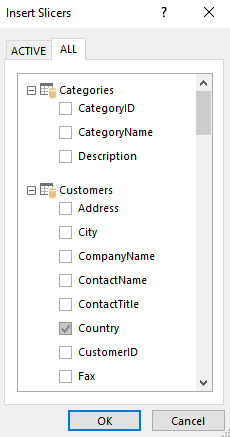 Insert Slicers
ACTIVE ALL
Categories
CategoryID
CategoryName
Description
Customers
Address
City
CompanyName
ContactName
ContactTitle
Country
CustomerID
Fax
OK Cancel